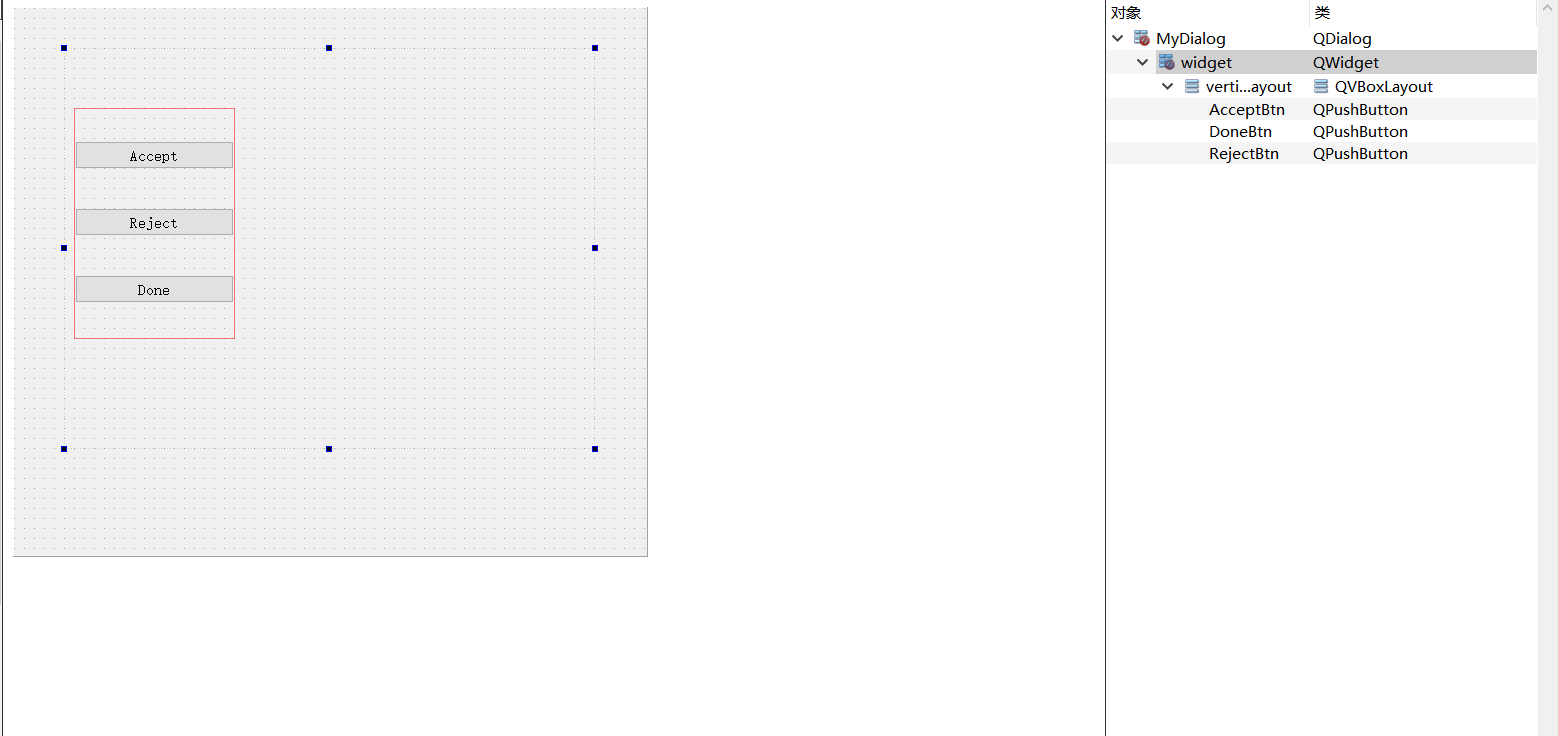 Accept
Reject
Done
对象 类
MyDialog QDialog
widget QWidget
verti...ayout QVBoxLayout
AcceptBtn QPushButton
DoneBtn QPushButton
RejectBtn QPushButton